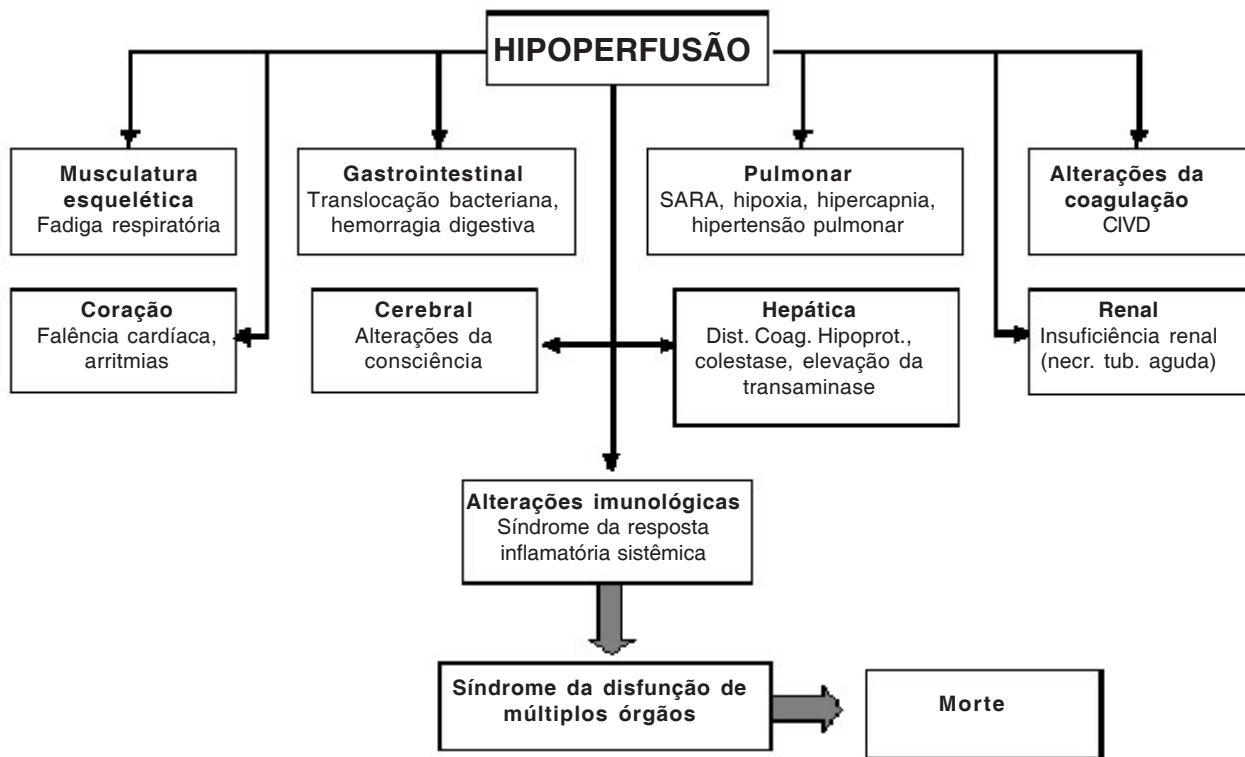 HIPOPERFUSÃO
Musculatura
esquelética
Fadiga respiratória
Gastrointestinal
Translocação bacteriana,
hemorragia digestiva
Pulmonar
SARA, hipoxia, hipercapnia,
hipertensão pulmonar
Alterações da
coagulação
CIVD
Coração
Falência cardíaca,
arritmias
Cerebral
Alterações da
consciência
Hepática
Dist. Coag. Hipoprot.,
colestase, elevação da
transaminase
Renal
Insuficiência renal
(necr. tub. aguda)
Alterações imunológicas
Síndrome da resposta
inflamatória sistêmica
Síndrome da disfunção de
múltiplos órgãos
Morte